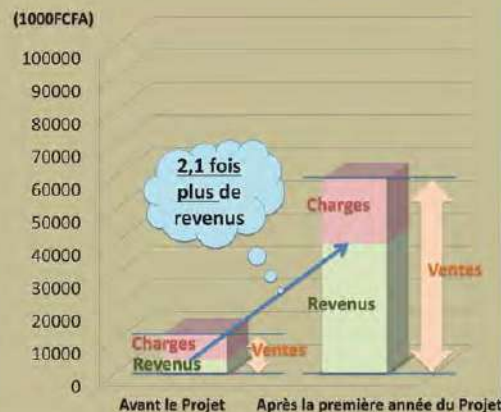 (1000FCFA)
100000
90000
80000
70000
60000
50000
40000
30000
20000
10000
0
2,1 fois
plus de
revenus
Charges
Ventes
Revenus
Charges
Revenus
Ventes
Avant le Projet
Après la première année du Projet